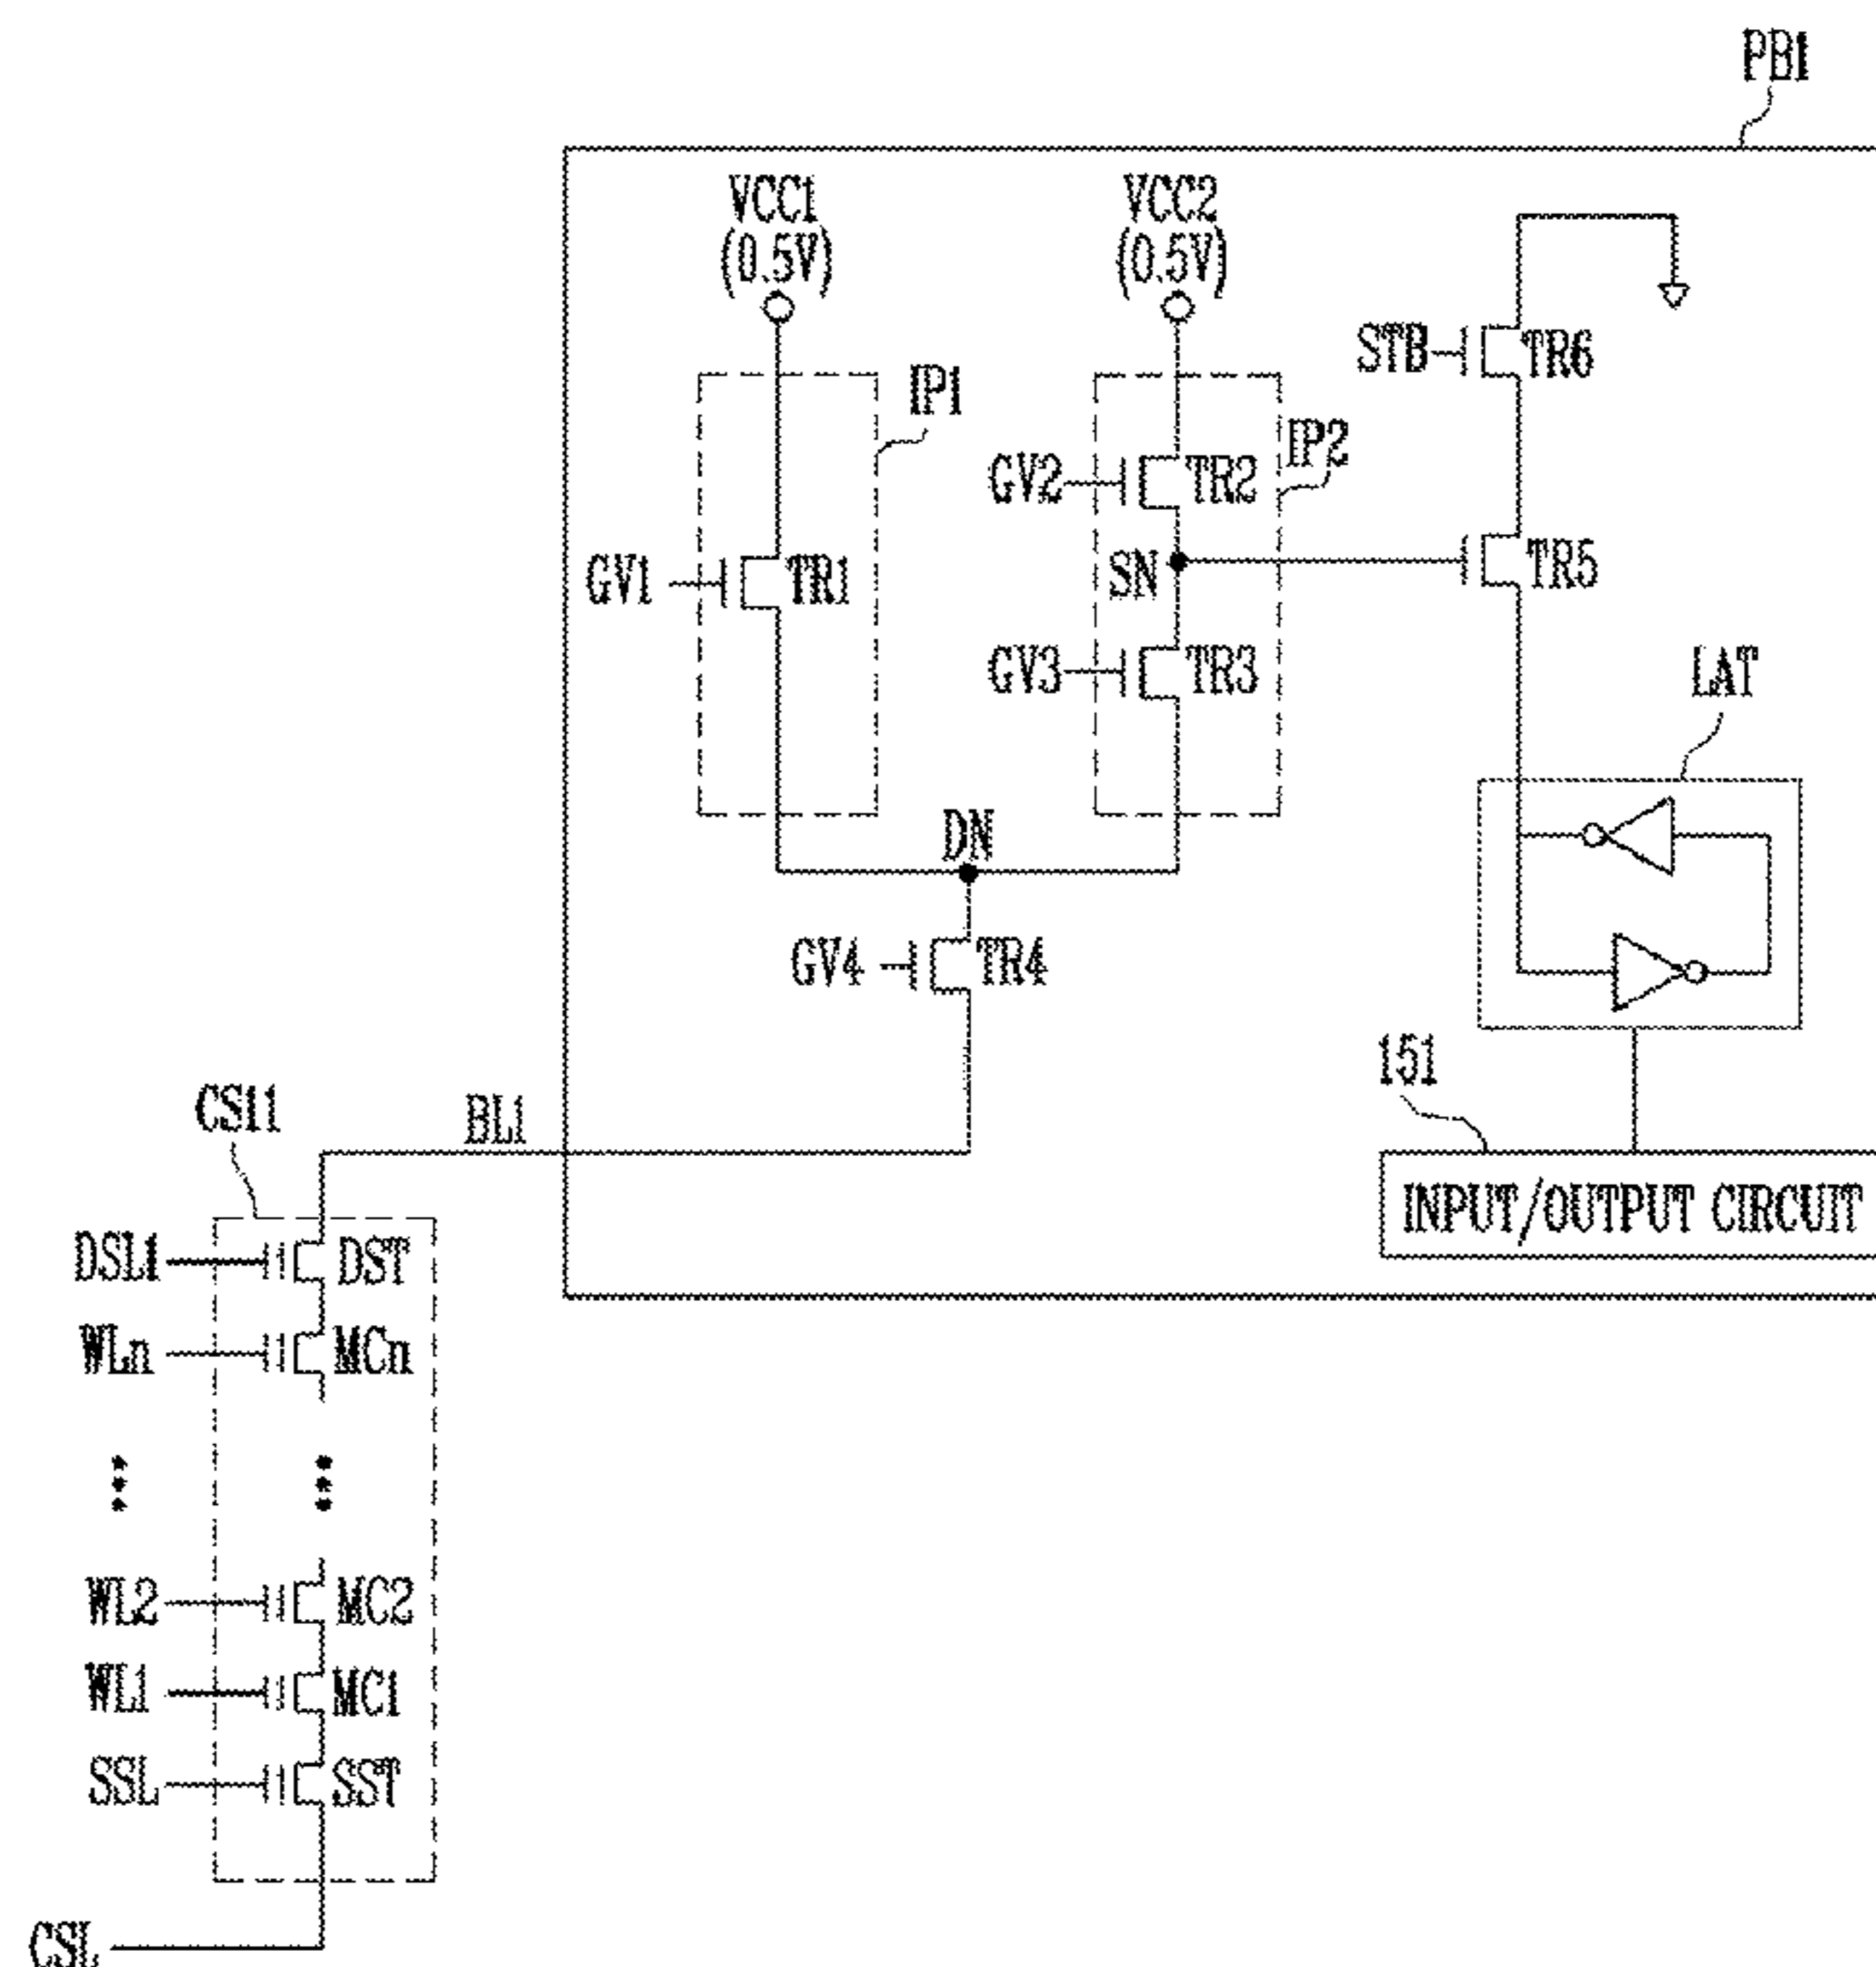 PB1
VCC1
(0.5V)
VCC2
(0.5V)
STB
TR6
IP1
IP2
GV2
TR2
GV1
TR1
SN
TR5
GV3
TR3
LAT
DN
GV4
TR4
151
INPUT/OUTPUT CIRCUIT
CS11
BL1
DSL1
DST
WLn
MCn
WL2
MC2
WL1
MC1
SSL
SST
CSL